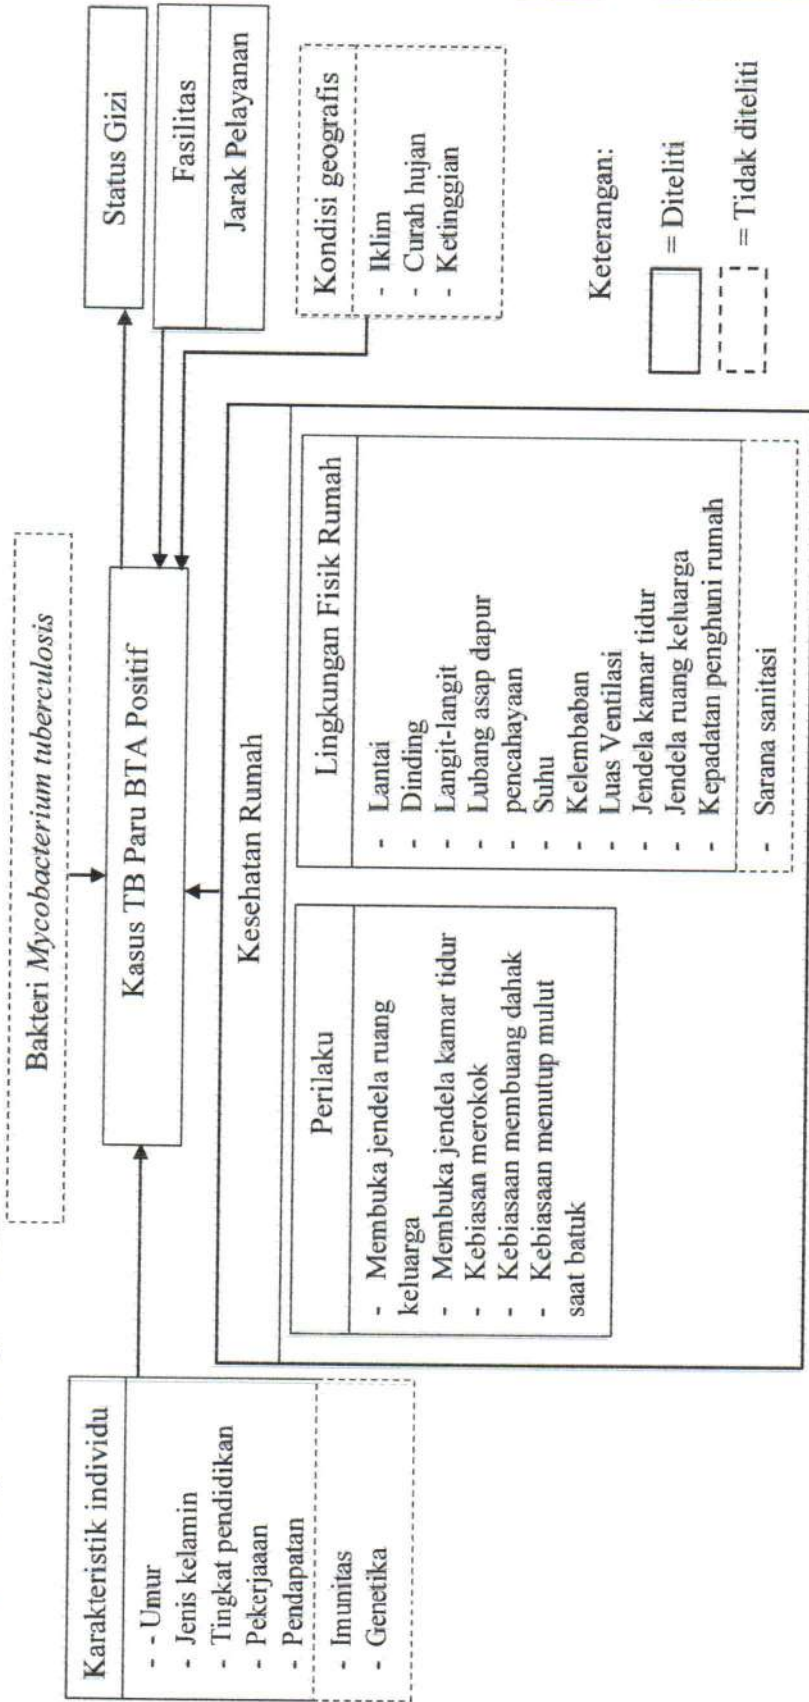 Bakteri Mycobacterium tuberculosis
Karakteristik individu
- - Umur
- Jenis kelamin
- Tingkat pendidikan
- Pekerjaaan
- Pendapatan
- Imunitas
- Genetika
Kasus TB Paru BTA Positif
Status Gizi
Fasilitas
Jarak Pelayanan
Kondisi geografis
- Iklim
- Curah hujan
- Ketinggian
Kesehatan Rumah
Perilaku
- Membuka jendela ruang
keluarga
- Membuka jendela kamar tidur
- Kebiasan merokok
- Kebiasaan membuang dahak
- Kebiasaan menutup mulut
saat batuk
Lingkungan Fisik Rumah
- Lantai
- Dinding
- Langit-langit
- Lubang asap dapur
- pencahayaan
- Suhu
- Kelembaban
- Luas Ventilasi
- Jendela kamar tidur
- Jendela ruang keluarga
- Kepadatan penghuni rumah
- Sarana sanitasi
Keterangan:
= Diteliti
= Tidak diteliti